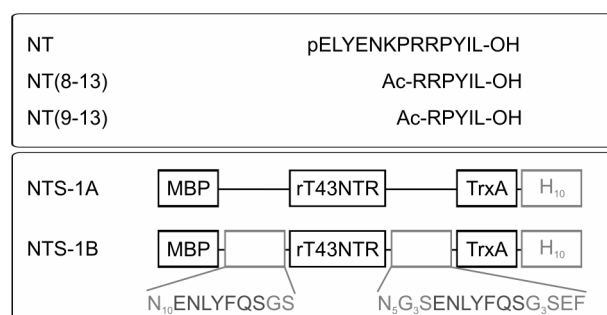 NT pELYENKPRRPYIL-OH
NT(8-13) Ac-RRPYIL-OH
NT(9-13) Ac-RPYIL-OH
NTS-1A MBP rT43NTR TrxA H₁₀
NTS-1B MBP rT43NTR TrxA H₁₀
N₁₀ENLYFQSGS N₅G₃SENLYFQSG₃SEF